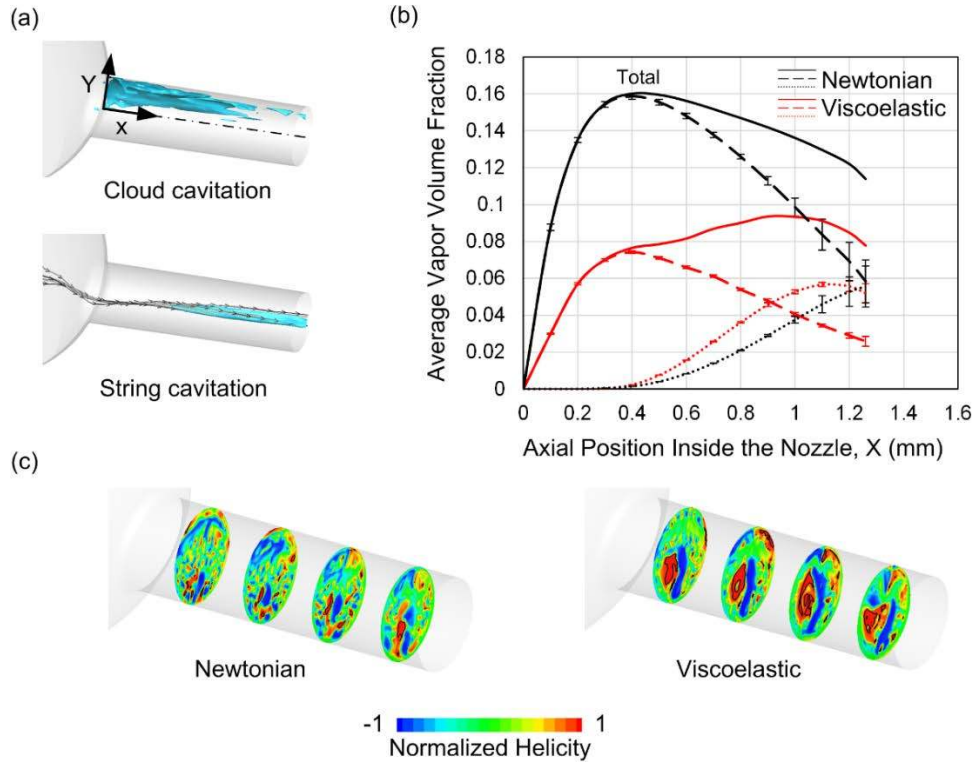 (a)
Y
x
Cloud cavitation
String cavitation
(b)
Average Vapor Volume Fraction
0.18
0.16
0.14
0.12
0.1
0.08
0.06
0.04
0.02
0
Total
Newtonian
Viscoelastic
0 0.2 0.4 0.6 0.8 1 1.2 1.4 1.6
Axial Position Inside the Nozzle, X (mm)
(c)
Newtonian
Viscoelastic
-1 1
Normalized Helicity